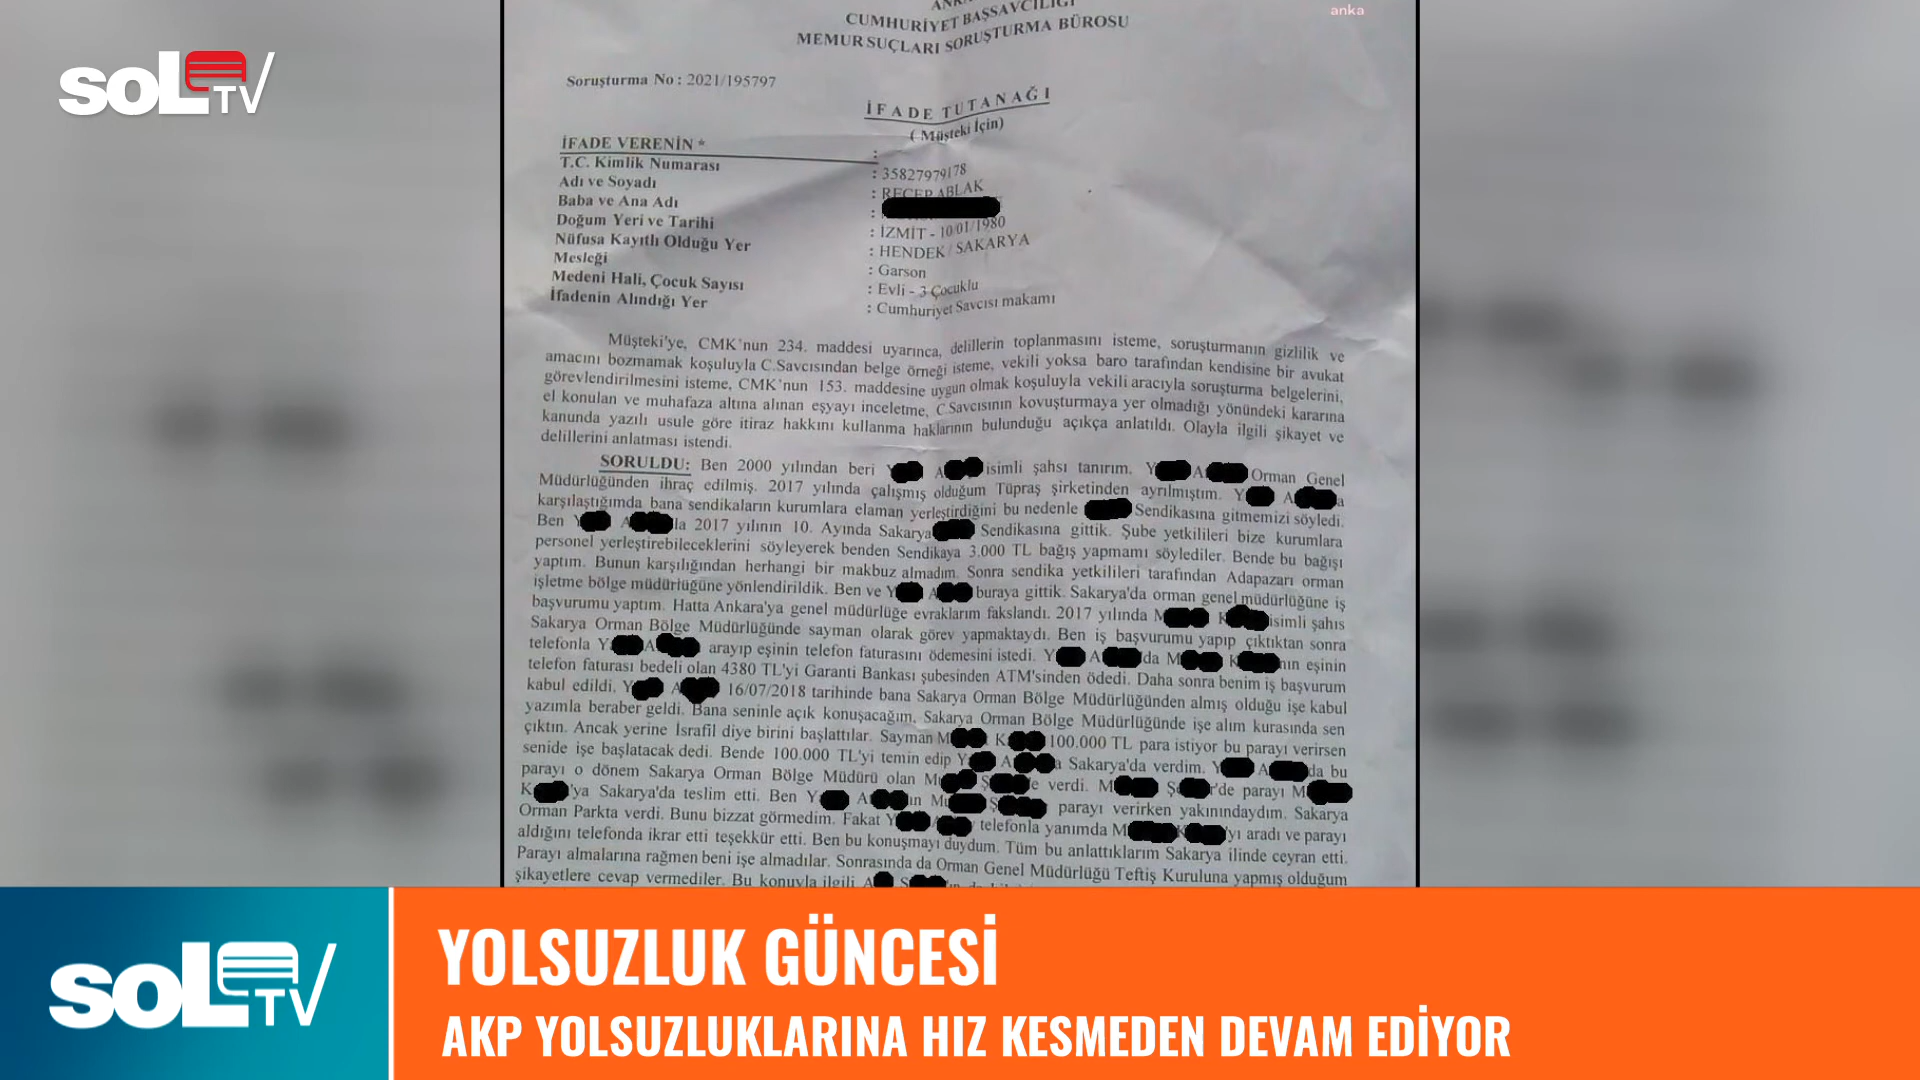 anka
soL TV
CUMHURİYET BAŞSAVCILIĞI
MEMUR SUÇLARI SORUŞTURMA BÜROSU
Soruşturma No : 2021/195797
İFADE TUTANAĞI
( Müşteki İçin)
İFADE VERENİN * :
T.C. Kimlik Numarası : 35827979178
Adı ve Soyadı : RECEP ABLAK
Baba ve Ana Adı :
Doğum Yeri ve Tarihi : İZMİT - 10/01/1980
Nüfusa Kayıtlı Olduğu Yer : HENDEK / SAKARYA
Mesleği : Garson
Medeni Hali, Çocuk Sayısı : Evli - 3 Çocuklu
İfadenin Alındığı Yer : Cumhuriyet Savcısı makamı
Müşteki'ye, CMK'nun 234. maddesi uyarınca, delillerin toplanmasını isteme, soruşturmanın gizlilik ve
amacını bozmamak koşuluyla C.Savcısından belge örneği isteme, vekili yoksa baro tarafından kendisine bir avukat
görevlendirilmesini isteme, CMK'nun 153. maddesine uygun olmak koşuluyla vekili aracıyla soruşturma belgelerini,
el konulan ve muhafaza altına alınan eşyayı inceletme, C.Savcısının kovuşturmaya yer olmadığı yönündeki kararına
kanunda yazılı usule göre itiraz hakkını kullanma haklarının bulunduğu açıkça anlatıldı. Olayla ilgili şikayet ve
delillerini anlatması istendi.
SORULDU: Ben 2000 yılından beri Y A isimli şahsı tanırım. Y A Orman Genel
Müdürlüğünden ihraç edilmiş. 2017 yılında çalışmış olduğum Tüpraş şirketinden ayrılmıştım. Y A a
karşılaştığımda bana sendikaların kurumlara elaman yerleştirdiğini bu nedenle Sendikasına gitmemizi söyledi.
Ben Y A la 2017 yılının 10. Ayında Sakarya Sendikasına gittik. Şube yetkilileri bize kurumlara
personel yerleştirebileceklerini söyleyerek benden Sendikaya 3.000 TL bağış yapmamı söylediler. Bende bu bağışı
yaptım. Bunun karşılığından herhangi bir makbuz almadım. Sonra sendika yetkilileri tarafından Adapazarı orman
işletme bölge müdürlüğüne yönlendirildik. Ben ve Y A buraya gittik. Sakarya'da orman genel müdürlüğüne iş
başvurumu yaptım. Hatta Ankara'ya genel müdürlüğe evraklarım fakslandı. 2017 yılında M K isimli şahıs
Sakarya Orman Bölge Müdürlüğünde sayman olarak görev yapmaktaydı. Ben iş başvurumu yapıp çıktıktan sonra
telefonla Y A arayıp eşinin telefon faturasını ödemesini istedi. Y A da M K nın eşinin
telefon faturası bedeli olan 4380 TL'yi Garanti Bankası şubesinden ATM'sinden ödedi. Daha sonra benim iş başvurum
kabul edildi. Y A 16/07/2018 tarihinde bana Sakarya Orman Bölge Müdürlüğünden almış olduğu işe kabul
yazımla beraber geldi. Bana seninle açık konuşacağım. Sakarya Orman Bölge Müdürlüğünde işe alım kurasında sen
çıktın. Ancak yerine İsrafil diye birini başlattılar. Sayman M K 100.000 TL para istiyor bu parayı verirsen
senide işe başlatacak dedi. Bende 100.000 TL'yi temin edip Y A a Sakarya'da verdim. Y A da bu
parayı o dönem Sakarya Orman Bölge Müdürü olan Mu Ş e verdi. M Ş r'de parayı M
K 'ya Sakarya'da teslim etti. Ben Y A ın Mu Ş parayı verirken yakınındaydım. Sakarya
Orman Parkta verdi. Bunu bizzat görmedim. Fakat Y A telefonla yanımda M K 'yı aradı ve parayı
aldığını telefonda ikrar etti teşekkür etti. Ben bu konuşmayı duydum. Tüm bu anlattıklarım Sakarya ilinde ceyran etti.
Parayı almalarına rağmen beni işe almadılar. Sonrasında da Orman Genel Müdürlüğü Teftiş Kuruluna yapmış olduğum
şikayetlere cevap vermediler. Bu konuyla ilgili A S
soL TV
YOLSUZLUK GÜNCESİ
AKP YOLSUZLUKLARINA HIZ KESMEDEN DEVAM EDİYOR